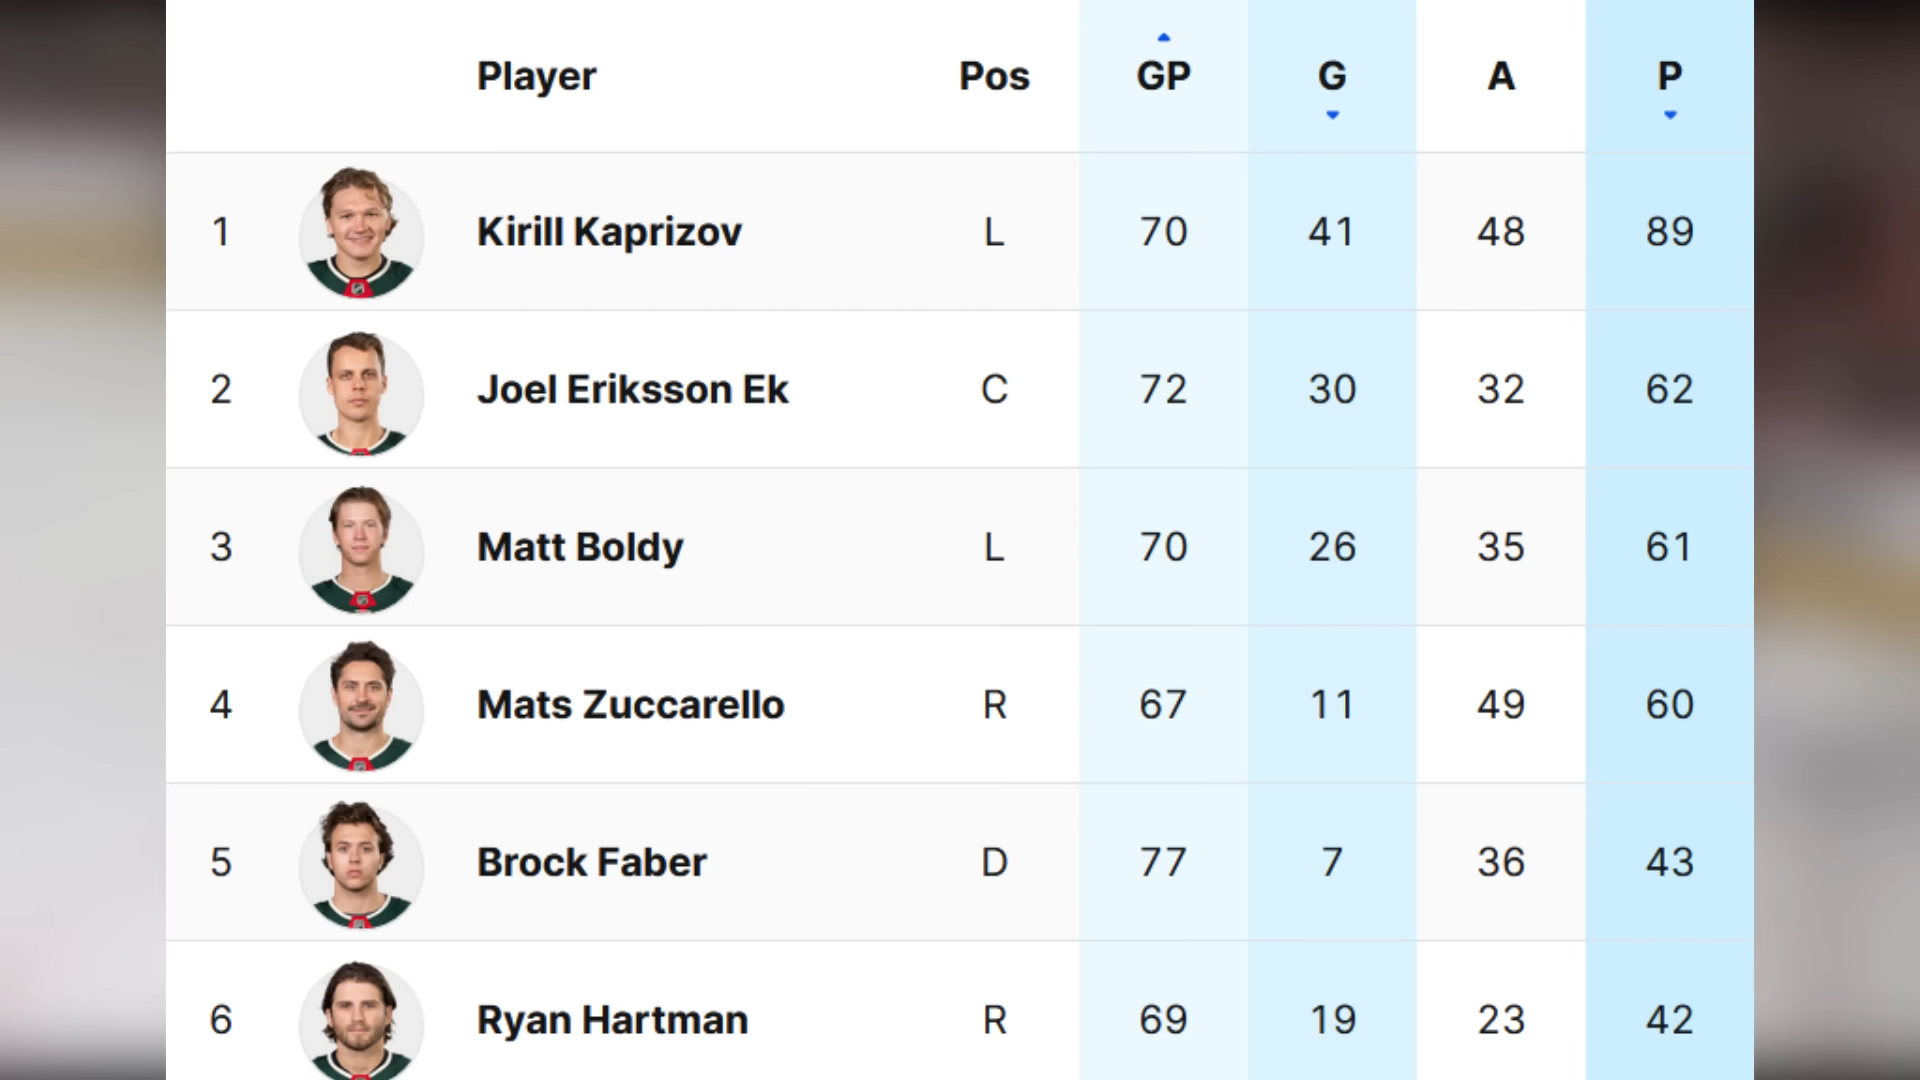 Player Pos GP G A P
1 Kirill Kaprizov L 70 41 48 89
2 Joel Eriksson Ek C 72 30 32 62
3 Matt Boldy L 70 26 35 61
4 Mats Zuccarello R 67 11 49 60
5 Brock Faber D 77 7 36 43
6 Ryan Hartman R 69 19 23 42